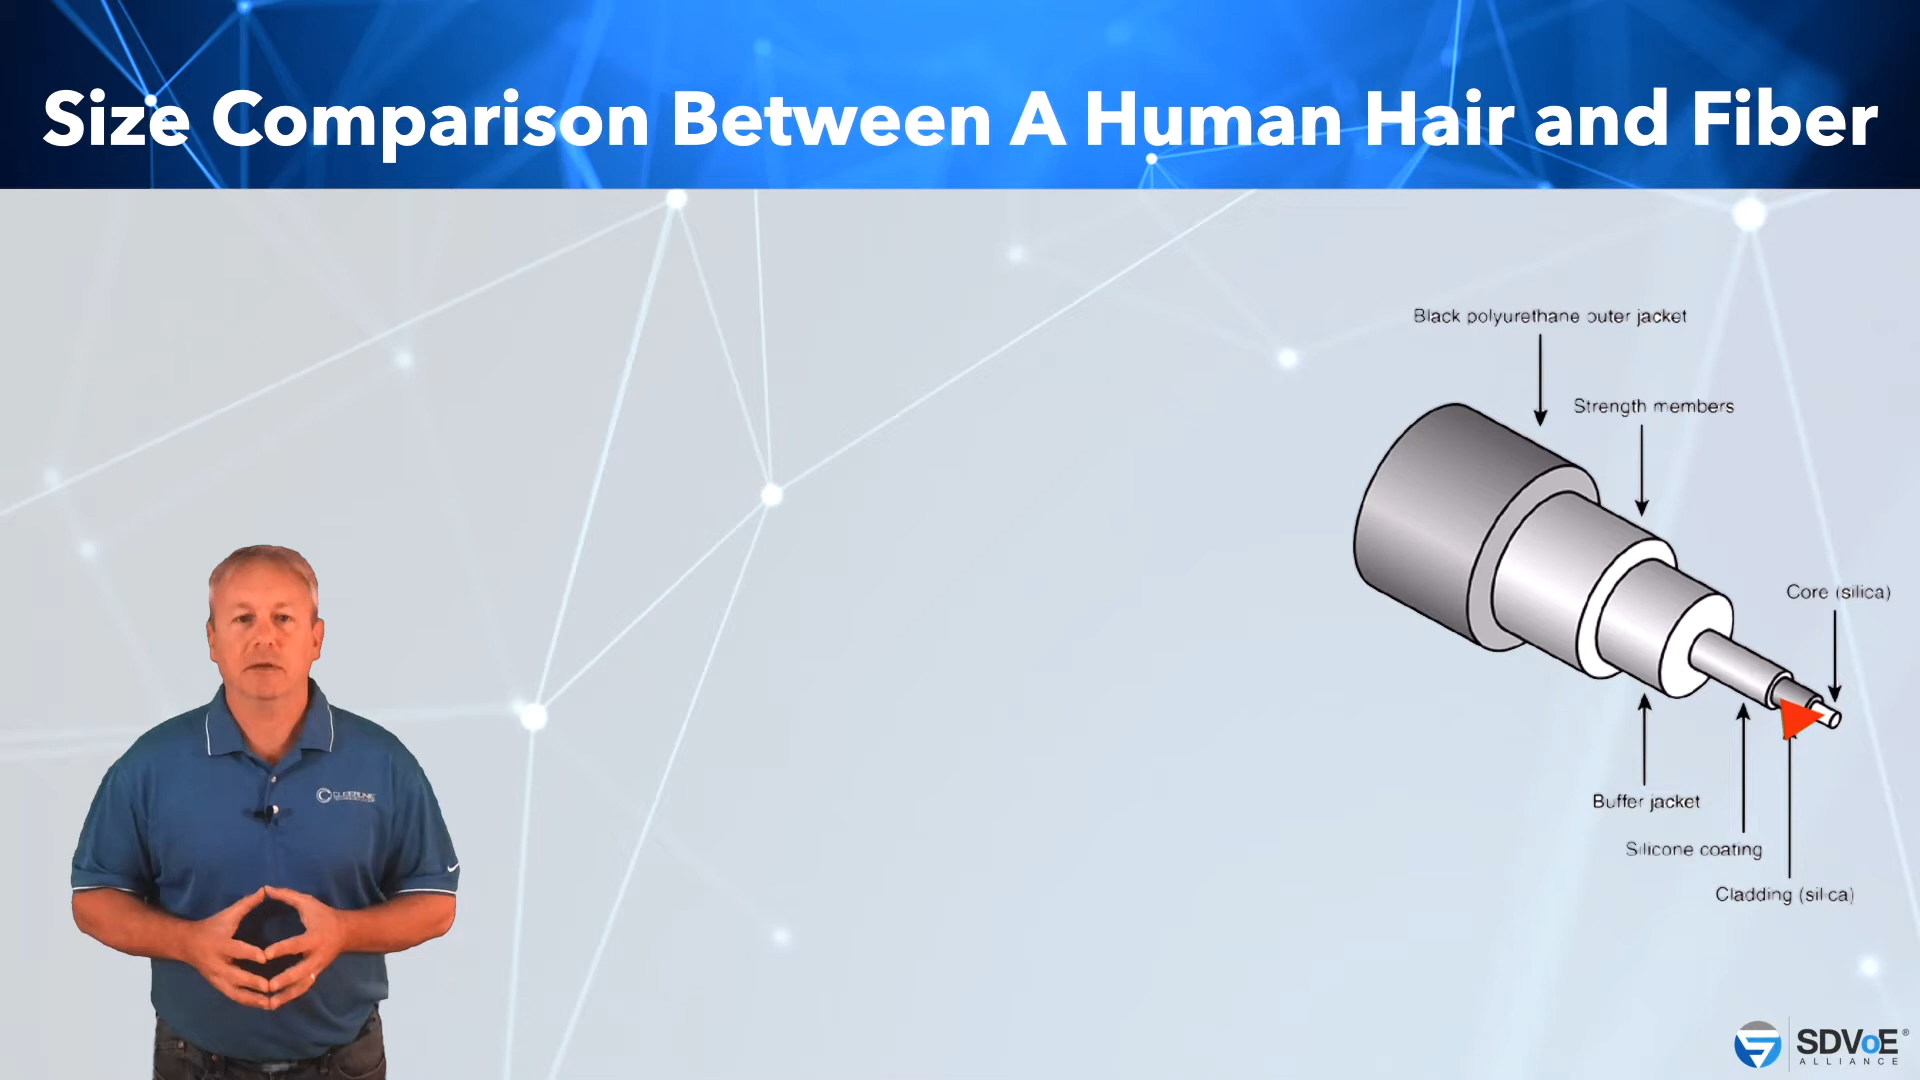 Size Comparison Between A Human Hair and Fiber
Black polyurethane outer jacket
Strength members
Core (silica)
Buffer jacket
Silicone coating
Cladding (silica)
SDVoE®
ALLIANCE